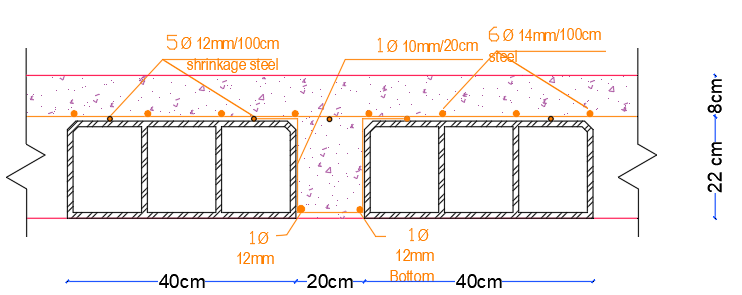 5Ø 12mm/100cm
shrinkage steel
1Ø 10mm/20cm
6Ø 14mm/100cm
steel
8cm
22 cm
1Ø
12mm
1Ø
12mm
Bottom
40cm
20cm
40cm